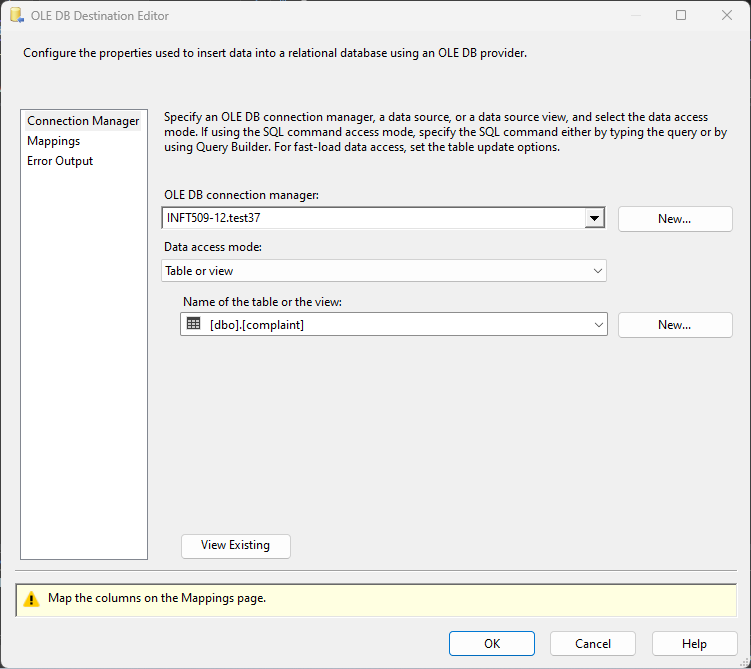 OLE DB Destination Editor
Configure the properties used to insert data into a relational database using an OLE DB provider.
Connection Manager
Mappings
Error Output
Specify an OLE DB connection manager, a data source, or a data source view, and select the data access
mode. If using the SQL command access mode, specify the SQL command either by typing the query or by
using Query Builder. For fast-load data access, set the table update options.
OLE DB connection manager:
INFT509-12.test37
New...
Data access mode:
Table or view
Name of the table or the view:
[dbo].[complaint]
New...
View Existing
Map the columns on the Mappings page.
OK
Cancel
Help